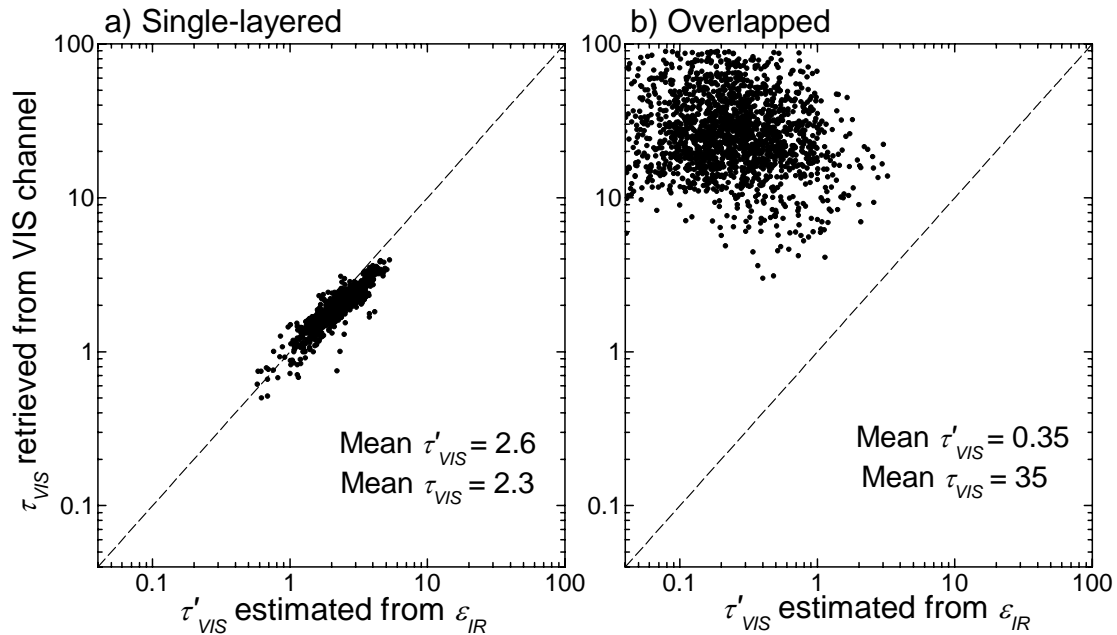 a) Single-layered
b) Overlapped
τVIS retrieved from VIS channel
100
10
1
0.1
Mean τ'VIS = 2.6
Mean τVIS = 2.3
0.1 1 10 100
τ'VIS estimated from εIR
100
10
1
0.1
Mean τ'VIS = 0.35
Mean τVIS = 35
0.1 1 10 100
τ'VIS estimated from εIR